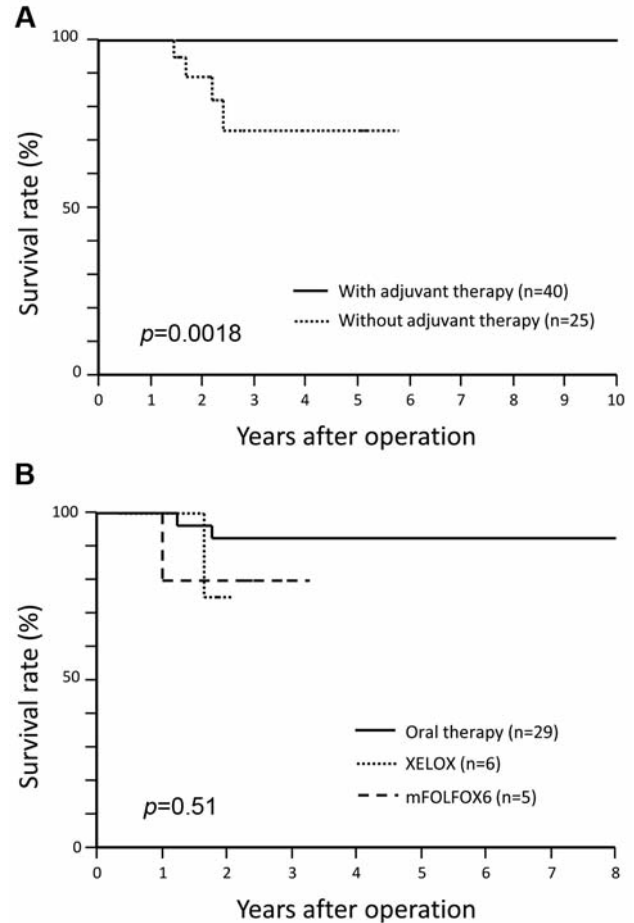 A
100
50
0
Survival rate (%)
With adjuvant therapy (n=40)
Without adjuvant therapy (n=25)
p=0.0018
0 1 2 3 4 5 6 7 8 9 10
Years after operation
B
100
50
0
Survival rate (%)
Oral therapy (n=29)
XELOX (n=6)
mFOLFOX6 (n=5)
p=0.51
0 1 2 3 4 5 6 7 8
Years after operation